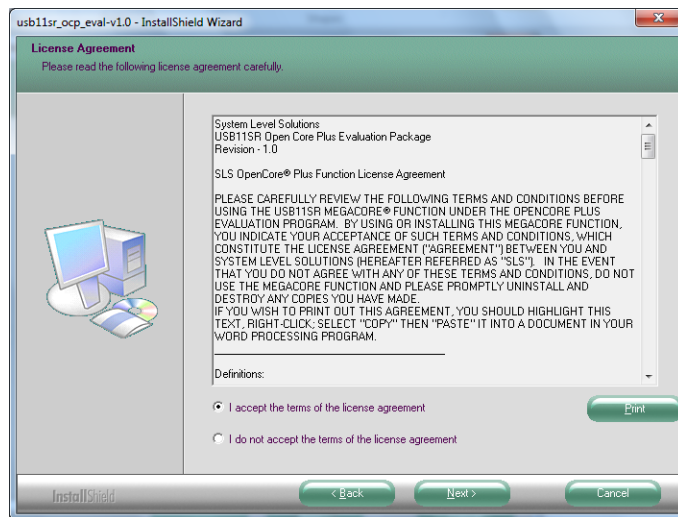 usb11sr_ocp_eval-v1.0 - InstallShield Wizard
License Agreement
Please read the following license agreement carefully.
System Level Solutions
USB11SR Open Core Plus Evaluation Package
Revision - 1.0
SLS OpenCore® Plus Function License Agreement
PLEASE CAREFULLY REVIEW THE FOLLOWING TERMS AND CONDITIONS BEFORE
USING THE USB11SR MEGACORE® FUNCTION UNDER THE OPENCORE PLUS
EVALUATION PROGRAM. BY USING OR INSTALLING THIS MEGACORE FUNCTION,
YOU INDICATE YOUR ACCEPTANCE OF SUCH TERMS AND CONDITIONS, WHICH
CONSTITUTE THE LICENSE AGREEMENT ("AGREEMENT") BETWEEN YOU AND
SYSTEM LEVEL SOLUTIONS (HEREAFTER REFERRED AS "SLS"). IN THE EVENT
THAT YOU DO NOT AGREE WITH ANY OF THESE TERMS AND CONDITIONS, DO NOT
USE THE MEGACORE FUNCTION AND PLEASE PROMPTLY UNINSTALL AND
DESTROY ANY COPIES YOU HAVE MADE.
IF YOU WISH TO PRINT OUT THIS AGREEMENT, YOU SHOULD HIGHLIGHT THIS
TEXT, RIGHT-CLICK; SELECT "COPY" THEN "PASTE" IT INTO A DOCUMENT IN YOUR
WORD PROCESSING PROGRAM.
Definitions:
I accept the terms of the license agreement
Print
I do not accept the terms of the license agreement
InstallShield
< Back
Next >
Cancel